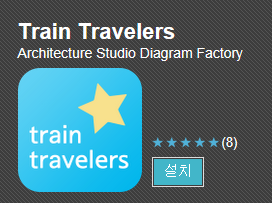 Train Travelers
Architecture Studio Diagram Factory
train
travelers
★★★★★(8)
설치